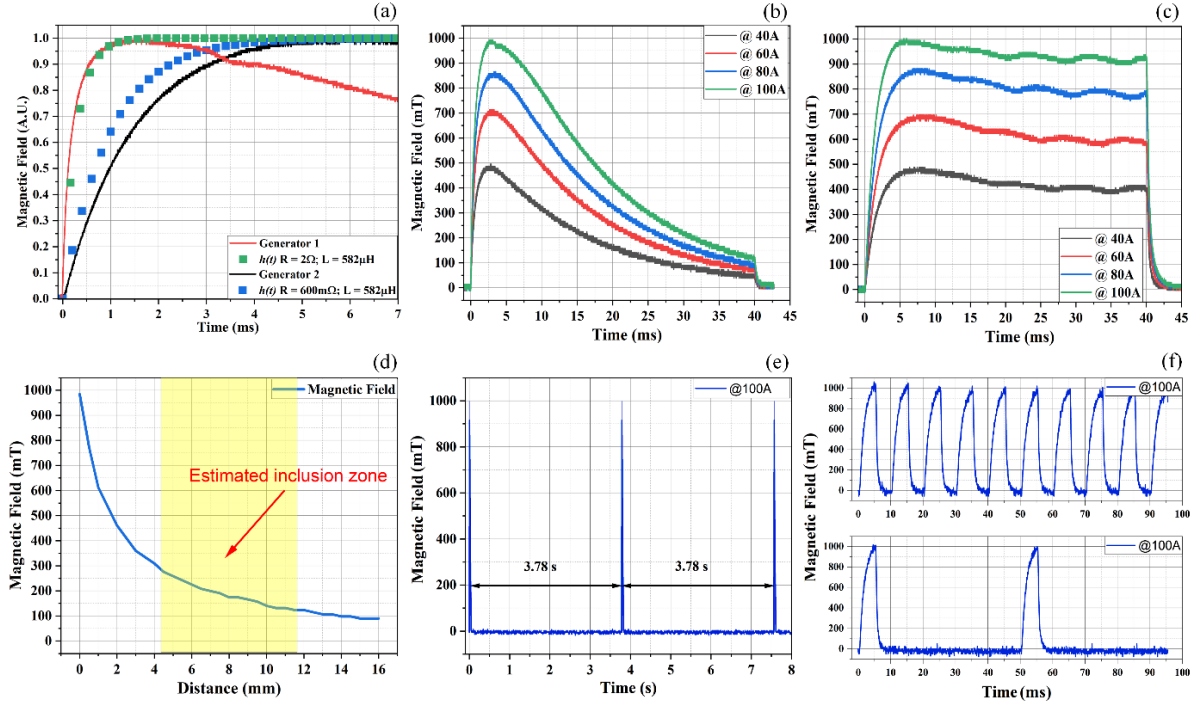 (a)
Magnetic Field (A.U.)
1.0
0.9
0.8
0.7
0.6
0.5
0.4
0.3
0.2
0.1
0.0
Generator 1
h(t) R = 2Ω; L = 582μH
Generator 2
h(t) R = 600mΩ; L = 582μH
0 1 2 3 4 5 6 7
Time (ms)
(b)
Magnetic Field (mT)
1100
1000
900
800
700
600
500
400
300
200
100
0
@ 40A
@ 60A
@ 80A
@ 100A
0 5 10 15 20 25 30 35 40 45
Time (ms)
(c)
Magnetic Field (mT)
1100
1000
900
800
700
600
500
400
300
200
100
0
@ 40A
@ 60A
@ 80A
@ 100A
0 5 10 15 20 25 30 35 40 45
Time (ms)
(d)
Magnetic Field (mT)
1000
900
800
700
600
500
400
300
200
100
0
Magnetic Field
Estimated inclusion zone
0 2 4 6 8 10 12 14 16
Distance (mm)
(e)
Magnetic Field (mT)
1000
800
600
400
200
0
@100A
3.78 s 3.78 s
0 1 2 3 4 5 6 7 8
Time (s)
(f)
Magnetic Field (mT)
1000
800
600
400
200
0
@100A
0 10 20 30 40 50 60 70 80 90 100
1000
800
600
400
200
0
@100A
0 10 20 30 40 50 60 70 80 90 100
Time (ms)